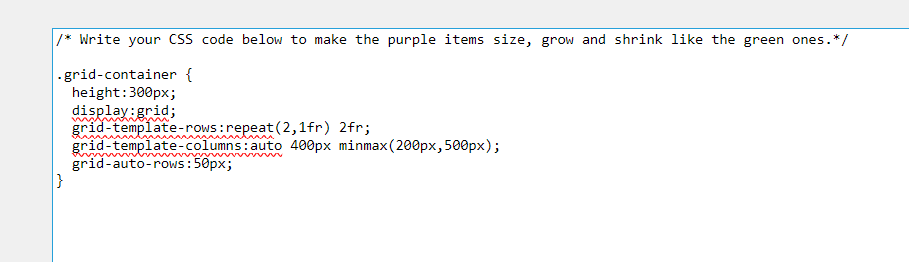 /* Write your CSS code below to make the purple items size, grow and shrink like the green ones.*/
.grid-container {
height:300px;
display:grid;
grid-template-rows:repeat(2,1fr) 2fr;
grid-template-columns:auto 400px minmax(200px,500px);
grid-auto-rows:50px;
}